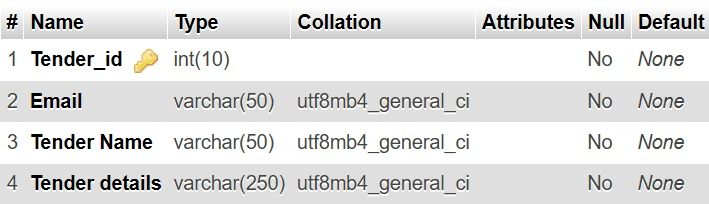 # Name Type Collation Attributes Null Default
1 Tender_id int(10) No None
2 Email varchar(50) utf8mb4_general_ci No None
3 Tender Name varchar(50) utf8mb4_general_ci No None
4 Tender details varchar(250) utf8mb4_general_ci No None